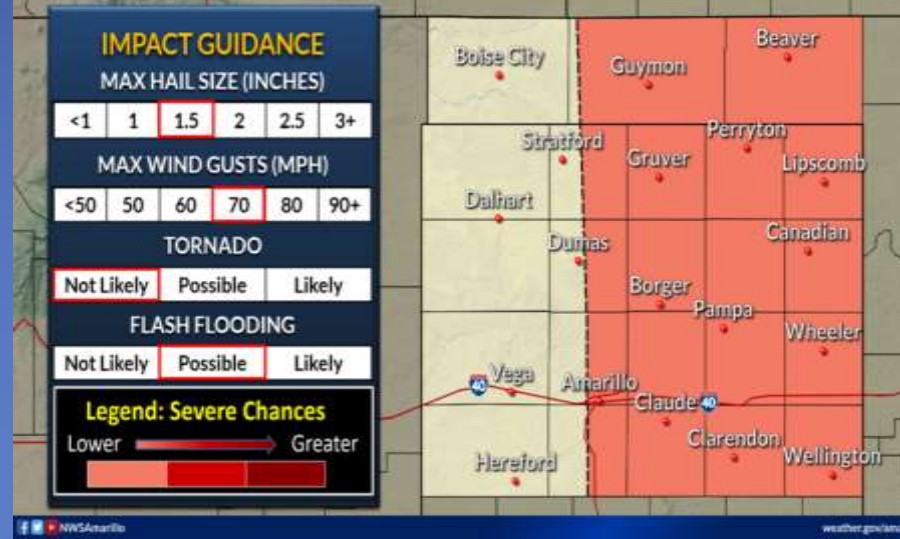 IMPACT GUIDANCE
MAX HAIL SIZE (INCHES)
<1 1 1.5 2 2.5 3+
MAX WIND GUSTS (MPH)
<50 50 60 70 80 90+
TORNADO
Not Likely Possible Likely
FLASH FLOODING
Not Likely Possible Likely
Legend: Severe Chances
Lower Greater
Boise City
Guymon
Beaver
Stratford
Gruver
Perryton
Lipscomb
Dalhart
Dumas
Canadian
Borger
Pampa
Wheeler
40
Vega
Amarillo
Claude
40
Clarendon
Hereford
Wellington
NWSAmarillo